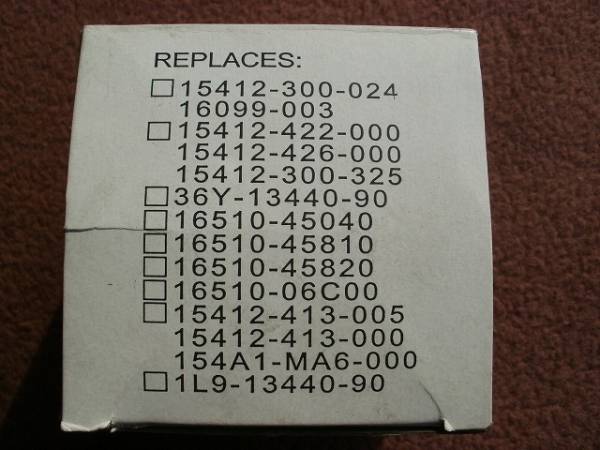 REPLACES:
☐15412-300-024
16099-003
☐15412-422-000
15412-426-000
15412-300-325
☐36Y-13440-90
☐16510-45040
☐16510-45810
☐16510-45820
☐16510-06C00
☐15412-413-005
15412-413-000
154A1-MA6-000
☐1L9-13440-90